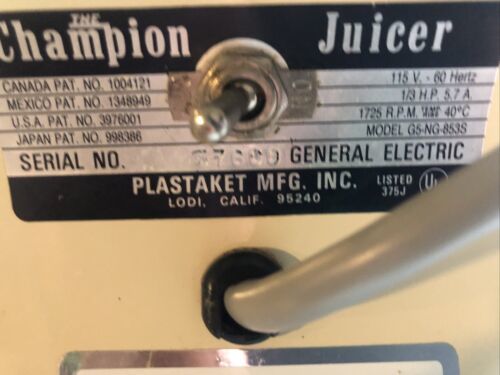 THE
Champion Juicer
CANADA PAT. NO. 1004121
MEXICO PAT. NO. 1348949
U.S.A. PAT. NO. 3976001
JAPAN PAT. NO. 998386
115 V. - 60 Hertz
1/3 H.P. 5.7 A.
1725 R.P.M. 40°C
MODEL G5-NG-853S
SERIAL NO. GENERAL ELECTRIC
PLASTAKET MFG. INC.
LODI, CALIF. 95240
LISTED
375J
UL